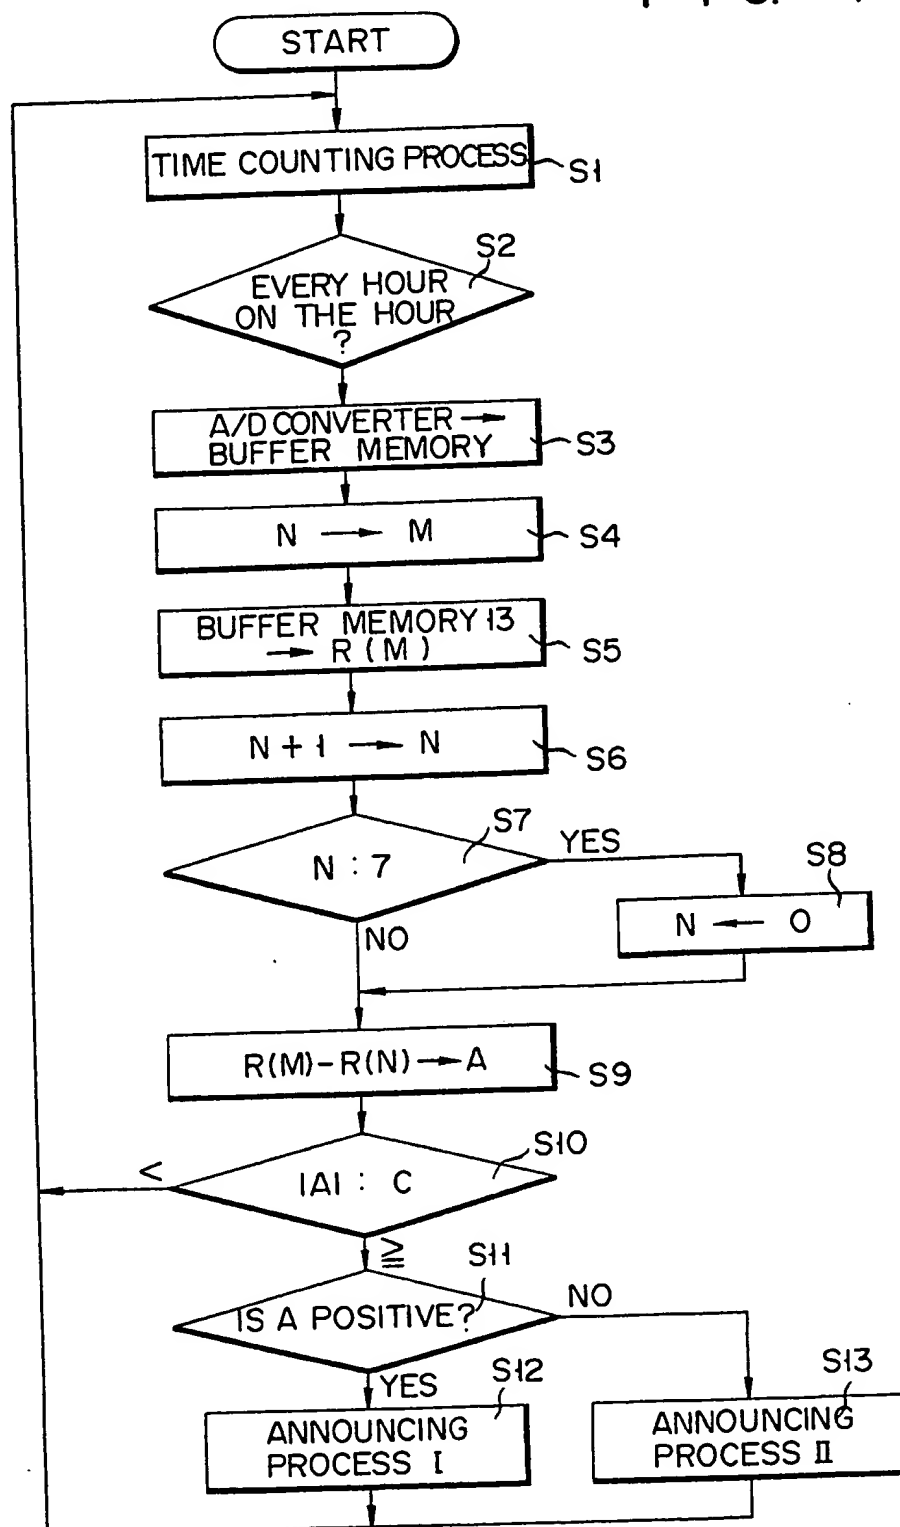 START
TIME COUNTING PROCESS
S1
S2
EVERY HOUR
ON THE HOUR
?
A/D CONVERTER →
BUFFER MEMORY
S3
N → M
S4
BUFFER MEMORY 13
→ R (M)
S5
N + 1 → N
S6
S7
N : 7
YES
NO
S8
N ← O
R(M) - R(N) → A
S9
S10
|A| : C
<
≧
S11
IS A POSITIVE?
NO
YES
S12
ANNOUNCING
PROCESS I
S13
ANNOUNCING
PROCESS II